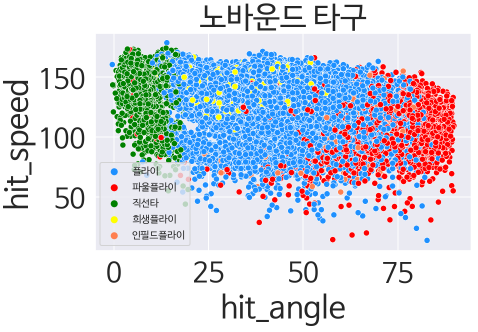 노바운드 타구
hit_speed
150
100
50
플라이
파울플라이
직선타
희생플라이
인필드플라이
0 25 50 75
hit_angle